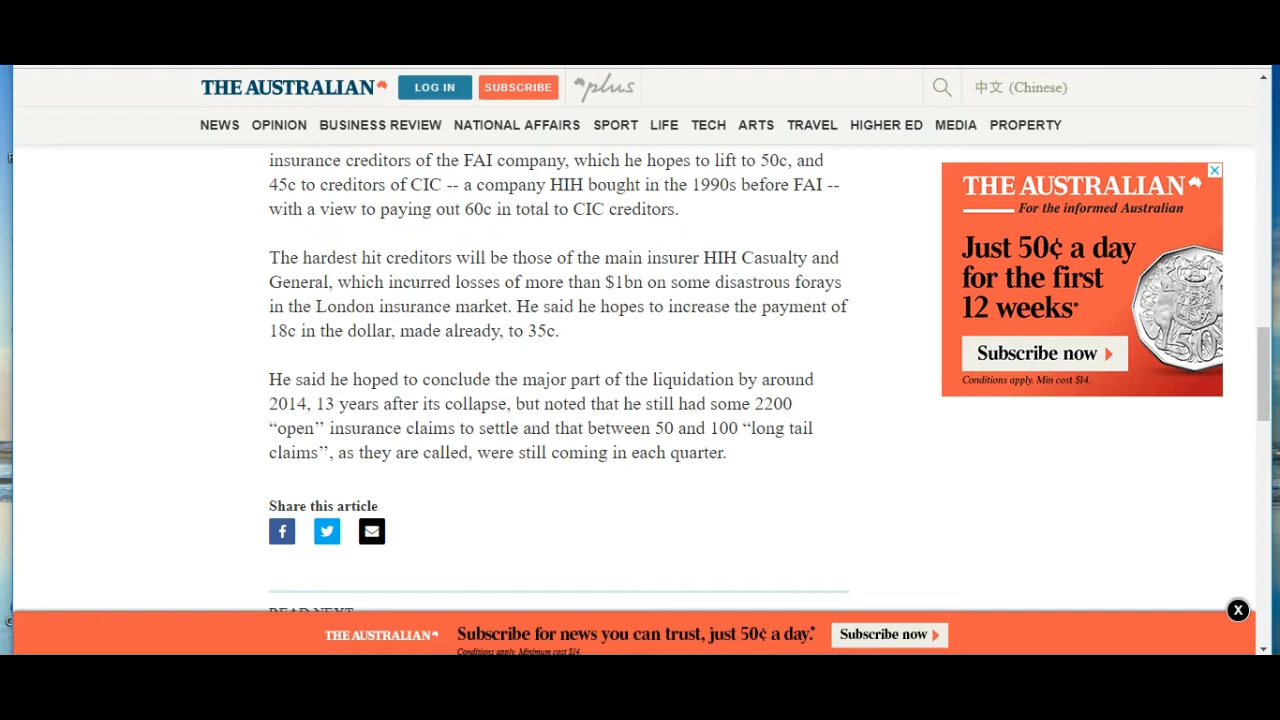 THE AUSTRALIAN LOG IN SUBSCRIBE plus 中文 (Chinese)
NEWS OPINION BUSINESS REVIEW NATIONAL AFFAIRS SPORT LIFE TECH ARTS TRAVEL HIGHER ED MEDIA PROPERTY
insurance creditors of the FAI company, which he hopes to lift to 50c, and
45c to creditors of CIC -- a company HIH bought in the 1990s before FAI --
with a view to paying out 60c in total to CIC creditors.
The hardest hit creditors will be those of the main insurer HIH Casualty and
General, which incurred losses of more than $1bn on some disastrous forays
in the London insurance market. He said he hopes to increase the payment of
18c in the dollar, made already, to 35c.
He said he hoped to conclude the major part of the liquidation by around
2014, 13 years after its collapse, but noted that he still had some 2200
“open’’ insurance claims to settle and that between 50 and 100 “long tail
claims’’, as they are called, were still coming in each quarter.
Share this article
READ NEXT
THE AUSTRALIAN
For the informed Australian
Just 50¢ a day
for the first
12 weeks*
Subscribe now
Conditions apply. Min cost $14.
50
THE AUSTRALIAN Subscribe for news you can trust, just 50¢ a day.* Subscribe now
Conditions apply. Minimum cost $14.
X